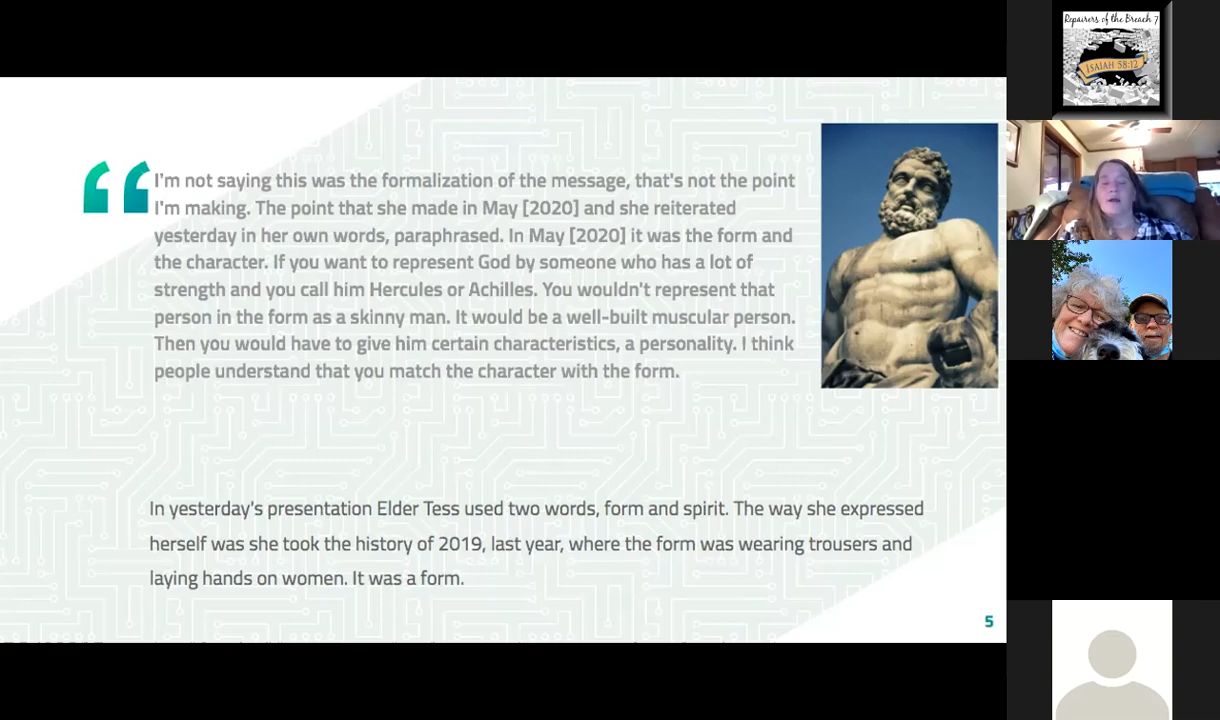 I'm not saying this was the formalization of the message, that's not the point
I'm making. The point that she made in May [2020] and she reiterated
yesterday in her own words, paraphrased. In May [2020] it was the form and
the character. If you want to represent God by someone who has a lot of
strength and you call him Hercules or Achilles. You wouldn't represent that
person in the form as a skinny man. It would be a well-built muscular person.
Then you would have to give him certain characteristics, a personality. I think
people understand that you match the character with the form.
In yesterday's presentation Elder Tess used two words, form and spirit. The way she expressed
herself was she took the history of 2019, last year, where the form was wearing trousers and
laying hands on women. It was a form.
5
Repairers of the Breach 7
ISAIAH 58:12